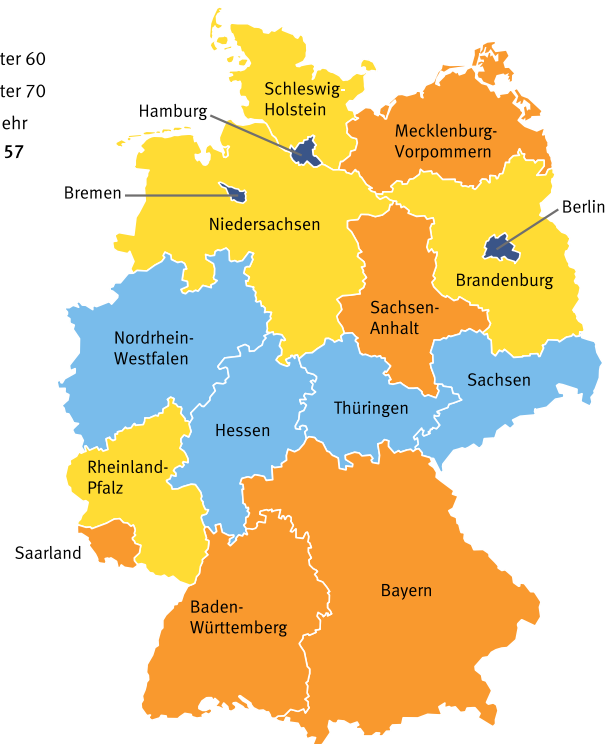 ter 60
ter 70
ehr
57
Schleswig-
Holstein
Hamburg
Mecklenburg-
Vorpommern
Bremen
Berlin
Niedersachsen
Brandenburg
Sachsen-
Anhalt
Nordrhein-
Westfalen
Sachsen
Thüringen
Hessen
Rheinland-
Pfalz
Saarland
Bayern
Baden-
Württemberg